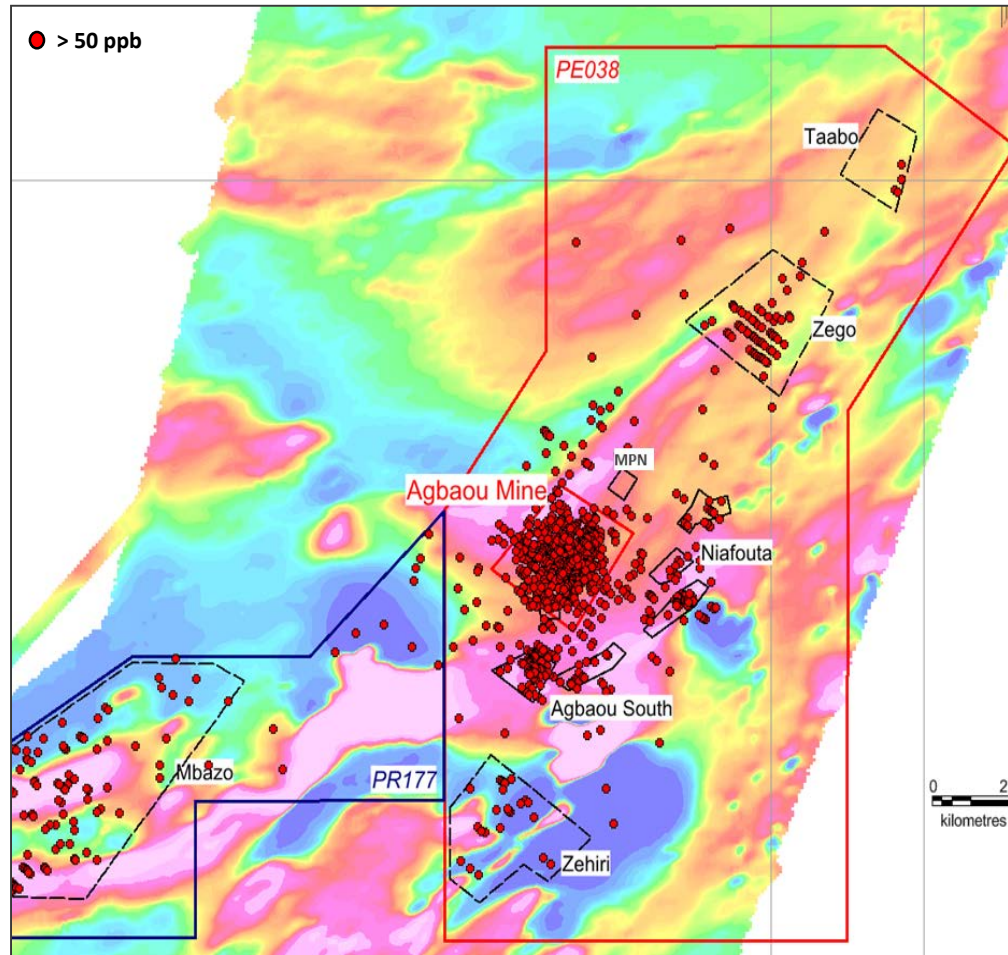 > 50 ppb
PE038
Taabo
Zego
MPN
Agbaou Mine
Niafouta
Agbaou South
Mbazo
PR177
Zehiri
0 2
kilometres